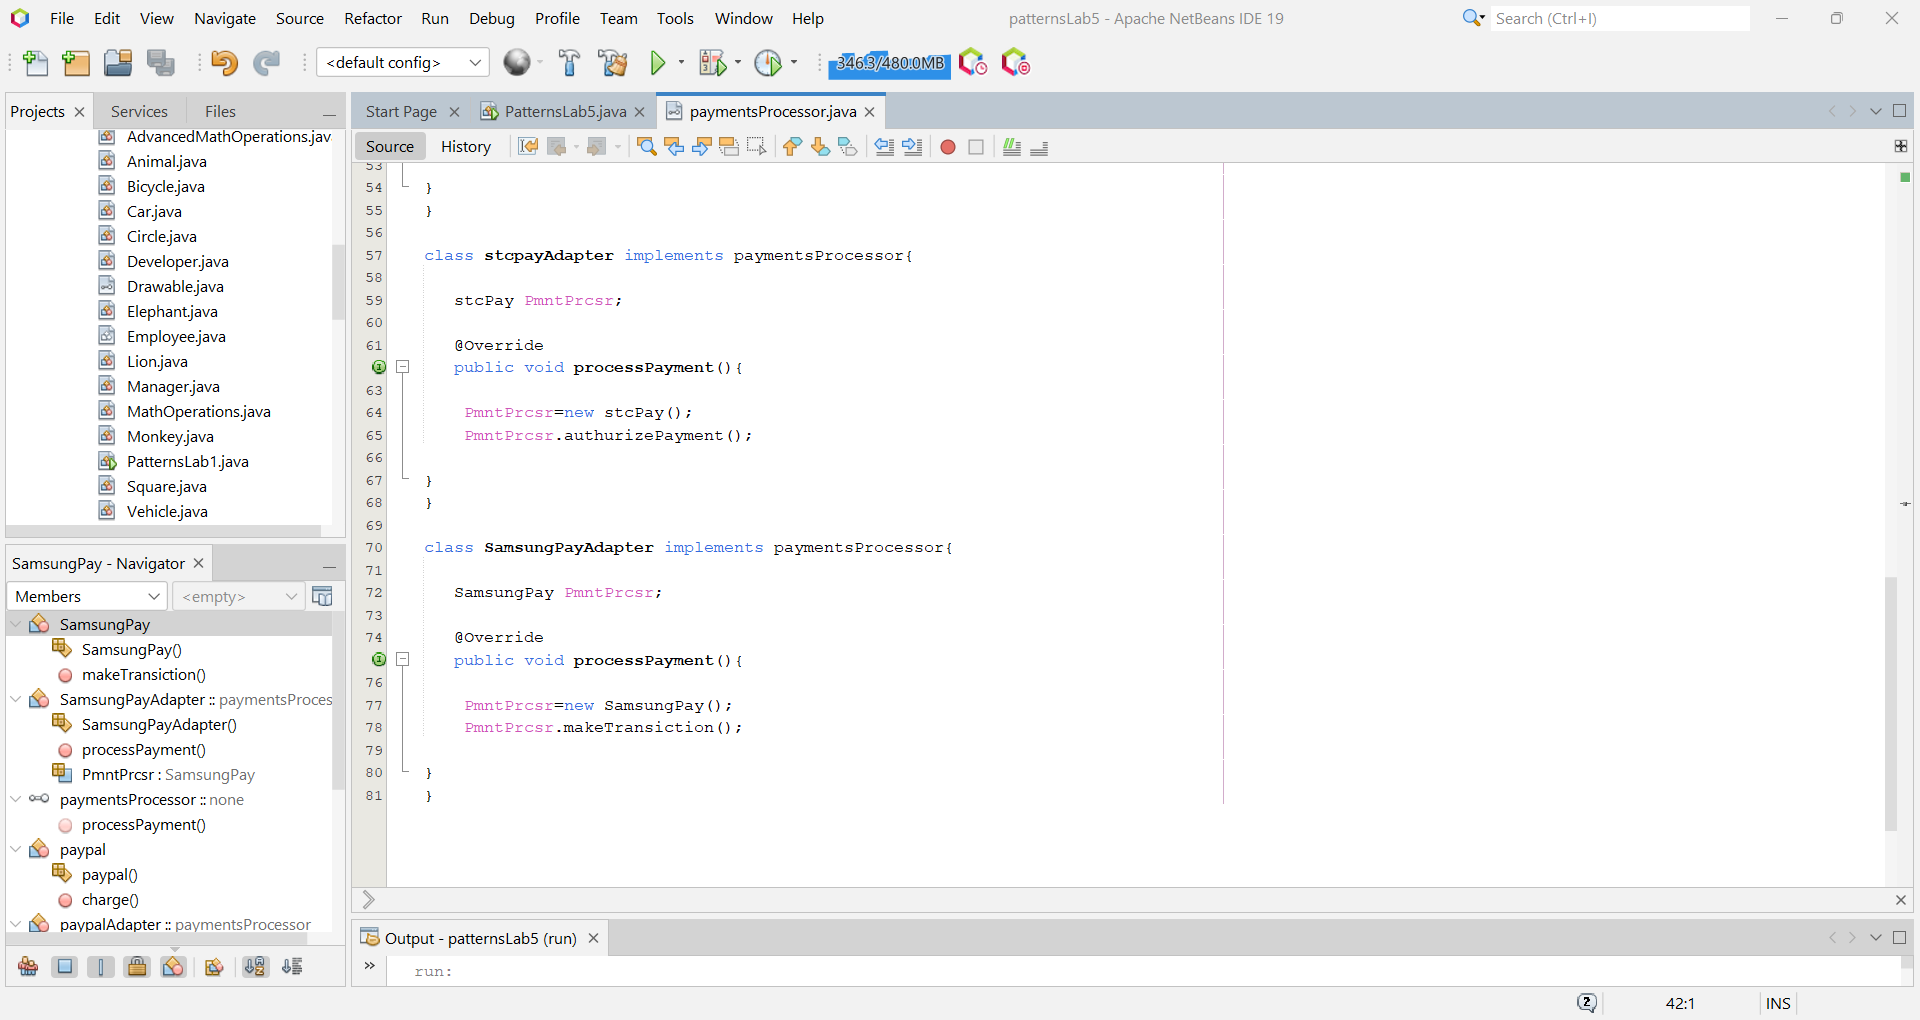 File Edit View Navigate Source Refactor Run Debug Profile Team Tools Window Help
patternsLab5 - Apache NetBeans IDE 19
Search (Ctrl+I)
<default config>
346.3/480.0MB
Projects Services Files
AdvancedMathOperations.jav
Animal.java
Bicycle.java
Car.java
Circle.java
Developer.java
Drawable.java
Elephant.java
Employee.java
Lion.java
Manager.java
MathOperations.java
Monkey.java
PatternsLab1.java
Square.java
Vehicle.java
SamsungPay - Navigator
Members <empty>
SamsungPay
SamsungPay()
makeTransiction()
SamsungPayAdapter :: paymentsProces
SamsungPayAdapter()
processPayment()
PmntPrcsr : SamsungPay
paymentsProcessor :: none
processPayment()
paypal
paypal()
charge()
paypalAdapter :: paymentsProcessor
Start Page PatternsLab5.java paymentsProcessor.java
Source History
53
54 }
55 }
56
57 class stcpayAdapter implements paymentsProcessor{
58
59 stcPay PmntPrcsr;
60
61 @Override
public void processPayment(){
63
64 PmntPrcsr=new stcPay();
65 PmntPrcsr.authurizePayment();
66
67 }
68 }
69
70 class SamsungPayAdapter implements paymentsProcessor{
71
72 SamsungPay PmntPrcsr;
73
74 @Override
public void processPayment(){
76
77 PmntPrcsr=new SamsungPay();
78 PmntPrcsr.makeTransiction();
79
80 }
81 }
Output - patternsLab5 (run)
run:
2
42:1 INS